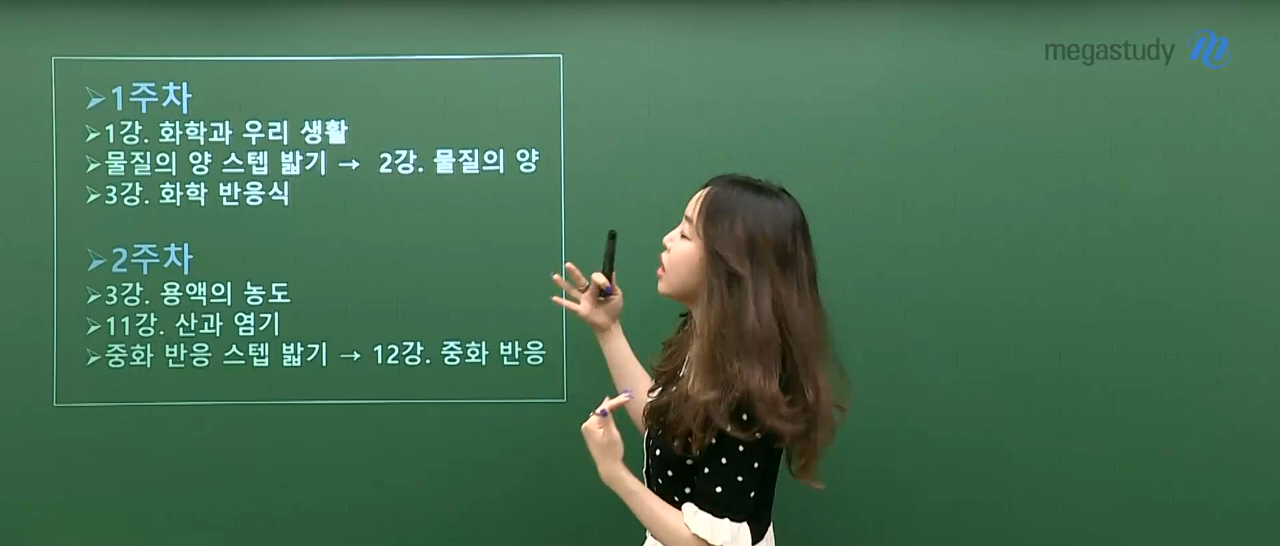 megastudy
➢1주차
➢1강. 화학과 우리 생활
➢물질의 양 스텝 밟기 → 2강. 물질의 양
➢3강. 화학 반응식
➢2주차
➢3강. 용액의 농도
➢11강. 산과 염기
➢중화 반응 스텝 밟기 → 12강. 중화 반응